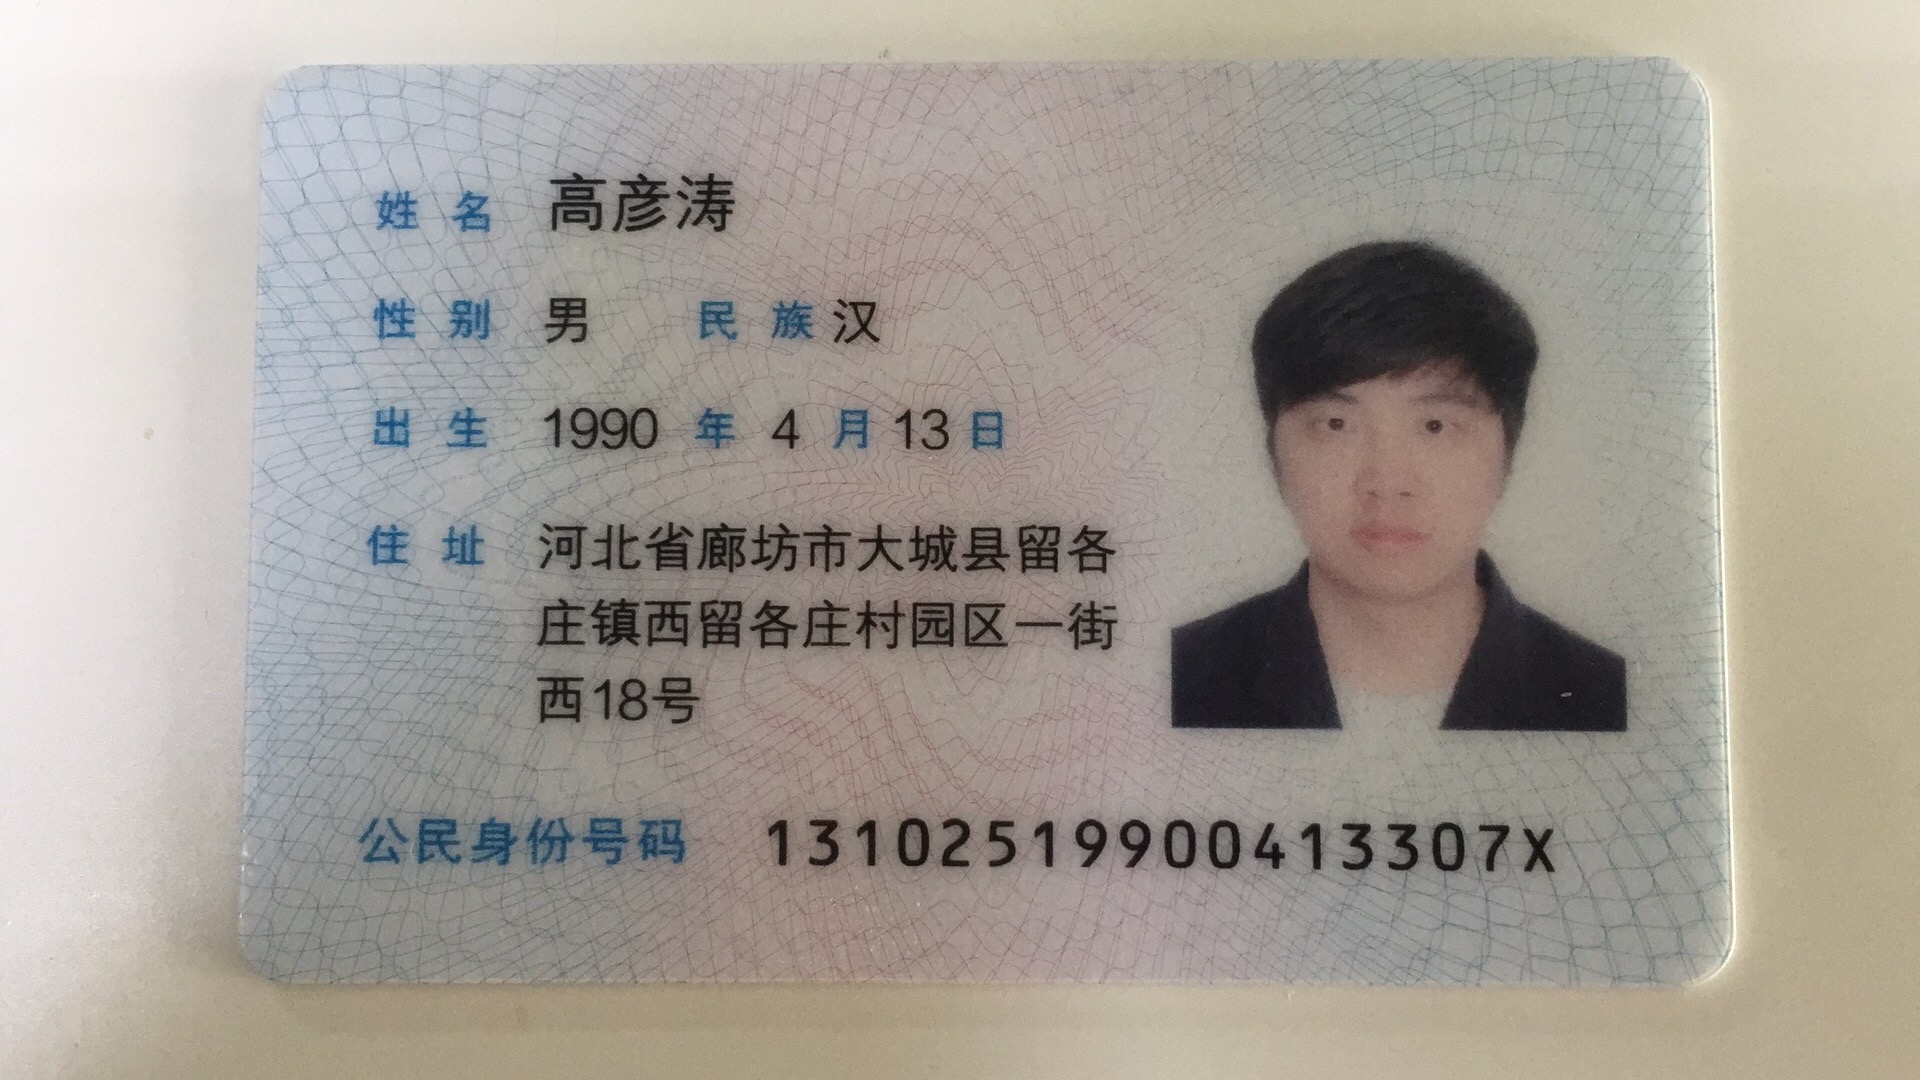 姓名 高彦涛
性别 男 民族 汉
出生 1990 年 4 月 13 日
住址 河北省廊坊市大城县留各
庄镇西留各庄村园区一街
西18号
公民身份号码 13102519900413307X